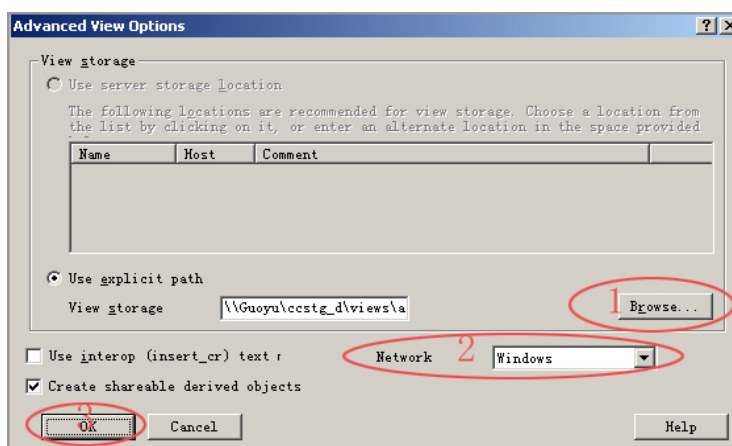 Advanced View Options
View storage
Use server storage location
The following locations are recommended for view storage. Choose a location from
the list by clicking on it, or enter an alternate location in the space provided
Name Host Comment
Use explicit path
View storage \\Guoyu\ccstg_d\views\a 1 Browse...
Use interop (insert_cr) text Network 2 Windows
Create shareable derived objects
3 OK Cancel Help